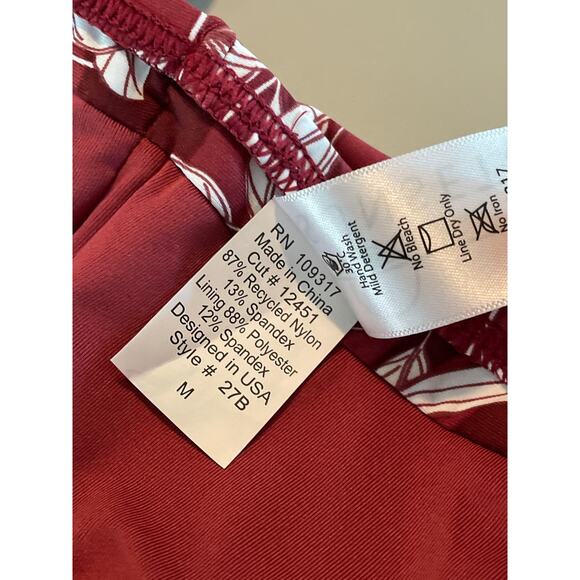 RN 109317
Made in China
Cut # 12451
87% Recycled Nylon
13% Spandex
Lining 88% Polyester
12% Spandex
Designed in USA
Style # 27B
M
30°C
Hand Wash
Mild Detergent
No Bleach
Line Dry Only
No Iron